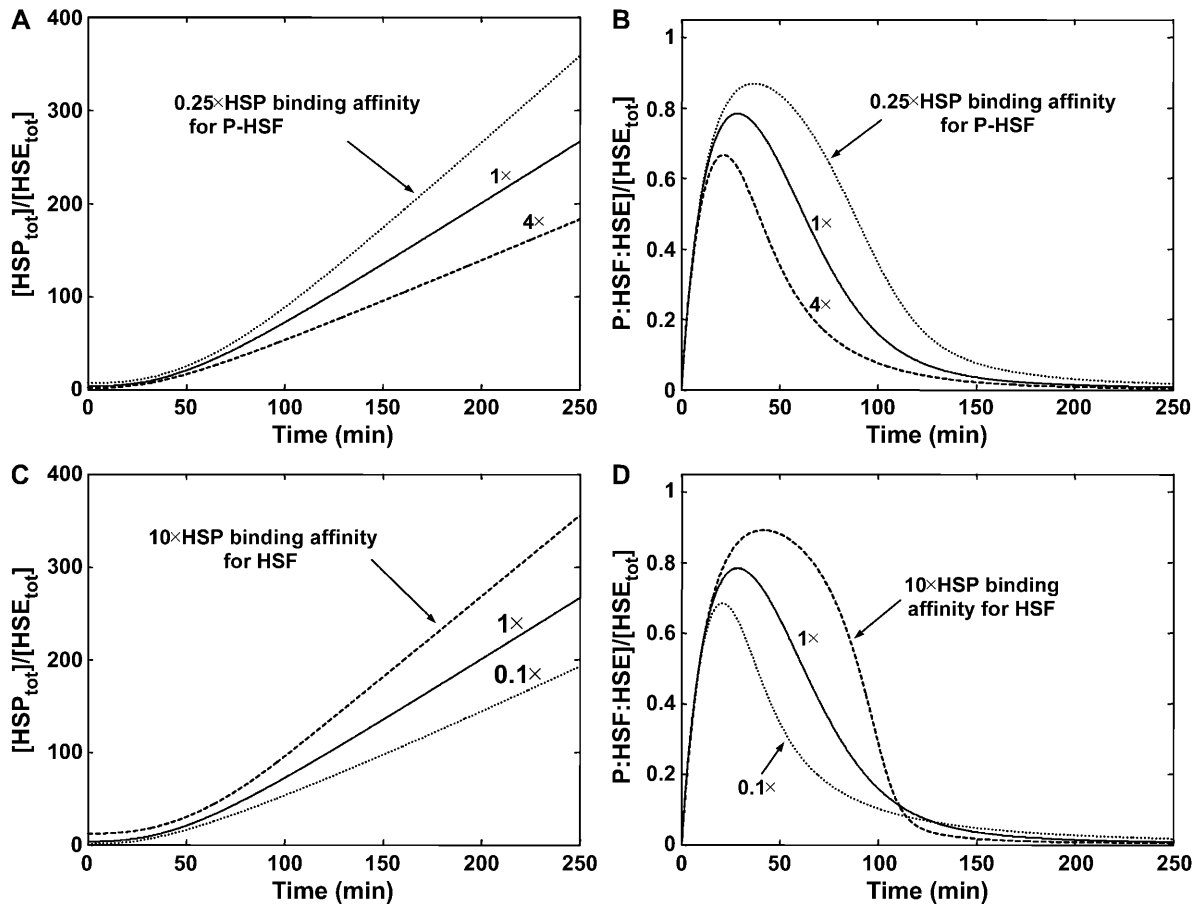 A
400
300
200
100
0
[HSPtot]/[HSEtot]
0.25×HSP binding affinity
for P-HSF
1×
4×
0 50 100 150 200 250
Time (min)
B
1
0.8
0.6
0.4
0.2
0
P:HSF:HSE]/[HSEtot]
0.25×HSP binding affinity
for P-HSF
1×
4×
0 50 100 150 200 250
Time (min)
C
400
300
200
100
0
[HSPtot]/[HSEtot]
10×HSP binding affinity
for HSF
1×
0.1×
0 50 100 150 200 250
Time (min)
D
1
0.8
0.6
0.4
0.2
0
P:HSF:HSE]/[HSEtot]
10×HSP binding
affinity for HSF
1×
0.1×
0 50 100 150 200 250
Time (min)